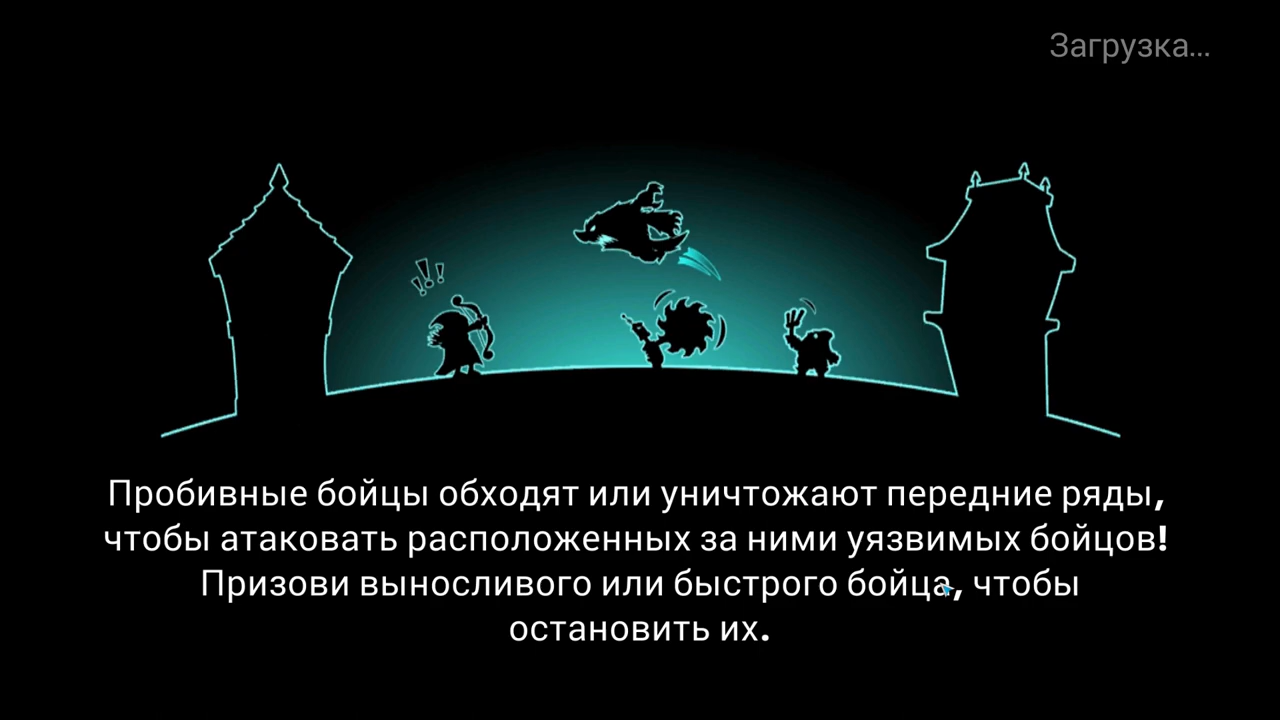 Загрузка...
!!!
Пробивные бойцы обходят или уничтожают передние ряды,
чтобы атаковать расположенных за ними уязвимых бойцов!
Призови выносливого или быстрого бойца, чтобы
остановить их.